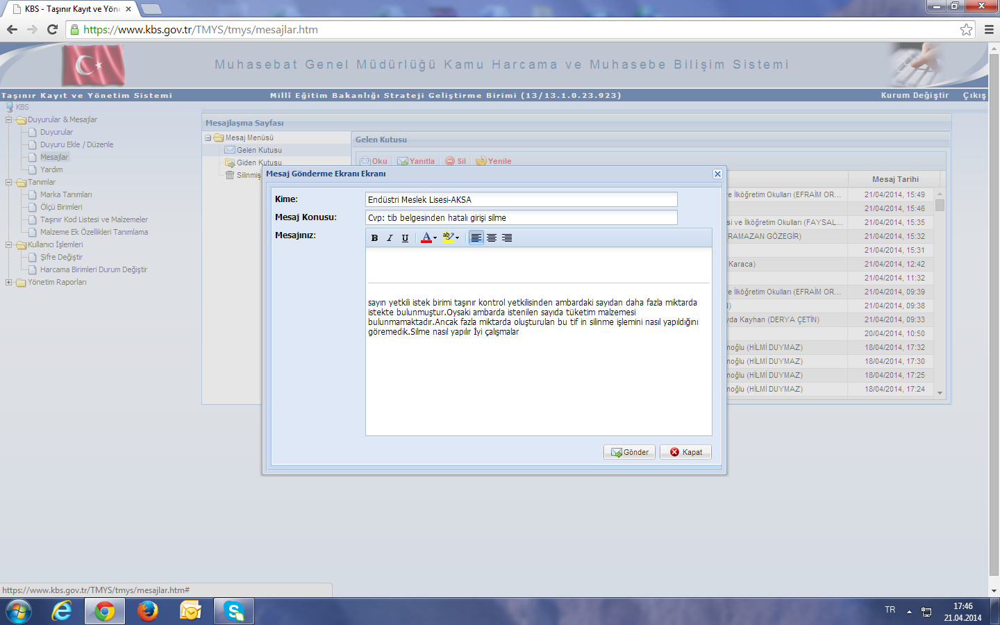 KBS - Taşınır Kayıt ve Yön
https://www.kbs.gov.tr/TMYS/tmys/mesajlar.htm
Muhasebat Genel Müdürlüğü Kamu Harcama ve Muhasebe Bilişim Sistemi
Taşınır Kayıt ve Yönetim Sistemi
Millî Eğitim Bakanlığı Strateji Geliştirme Birimi (13/13.1.0.23.923)
Kurum Değiştir
Çıkış
KBS
Duyurular & Mesajlar
Duyurular
Duyuru Ekle / Düzenle
Mesajlar
Yardım
Tanımlar
Marka Tanımları
Ölçü Birimleri
Taşınır Kod Listesi ve Malzemeler
Malzeme Ek Özellikleri Tanımlama
Kullanıcı İşlemleri
Şifre Değiştir
Harcama Birimleri Durum Değiştir
Yönetim Raporları
Mesajlaşma Sayfası
Mesaj Menüsü
Gelen Kutusu
Giden Kutusu
Silinmiş
Gelen Kutusu
Oku
Yanıtla
Sil
Yenile
Mesaj Gönderme Ekranı Ekranı
Kime:
Endüstri Meslek Lisesi-AKSA
Mesaj Konusu:
Cvp: tib belgesinden hatalı girişi silme
Mesajınız:
B I U A ab
sayın yetkili istek birimi taşınır kontrol yetkilisinden ambardaki sayıdan daha fazla miktarda
istekte bulunmuştur.Oysaki ambarda istenilen sayıda tüketim malzemesi
bulunmamaktadır.Ancak fazla miktarda oluşturulan bu tif in silinme işlemini nasıl yapıldığını
göremedik.Silme nasıl yapılır İyi çalışmalar
Gönder
Kapat
Mesaj Tarihi
e İlköğretim Okulları (EFRAİM OR... 21/04/2014, 15:49
21/04/2014, 15:46
si ve İlköğretim Okulları (FAYSAL... 21/04/2014, 15:35
RAMAZAN GÖZEGİR) 21/04/2014, 15:32
21/04/2014, 15:31
Karaca) 21/04/2014, 12:42
21/04/2014, 11:32
e İlköğretim Okulları (EFRAİM OR... 21/04/2014, 09:39
N) 21/04/2014, 09:38
yda Kayhan (DERYA ÇETİN) 21/04/2014, 09:33
20/04/2014, 10:50
noğlu (HİLMİ DUYMAZ) 18/04/2014, 17:32
noğlu (HİLMİ DUYMAZ) 18/04/2014, 17:30
noğlu (HİLMİ DUYMAZ) 18/04/2014, 17:25
noğlu (HİLMİ DUYMAZ) 18/04/2014, 17:24
https://www.kbs.gov.tr/TMYS/tmys/mesajlar.htm#
TR
17:46
21.04.2014